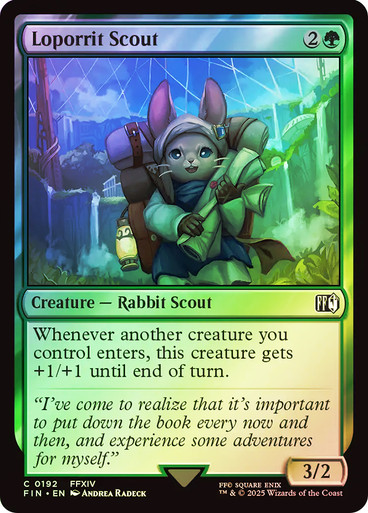 Loporrit Scout 2
Creature — Rabbit Scout
FF
Whenever another creature you
control enters, this creature gets
+1/+1 until end of turn.
“I’ve come to realize that it’s important
to put down the book every now and
then, and experience some adventures
for myself.”
3/2
C 0192 FFXIV
FIN • EN Andrea Radeck
FF© SQUARE ENIX
™ & © 2025 Wizards of the Coast